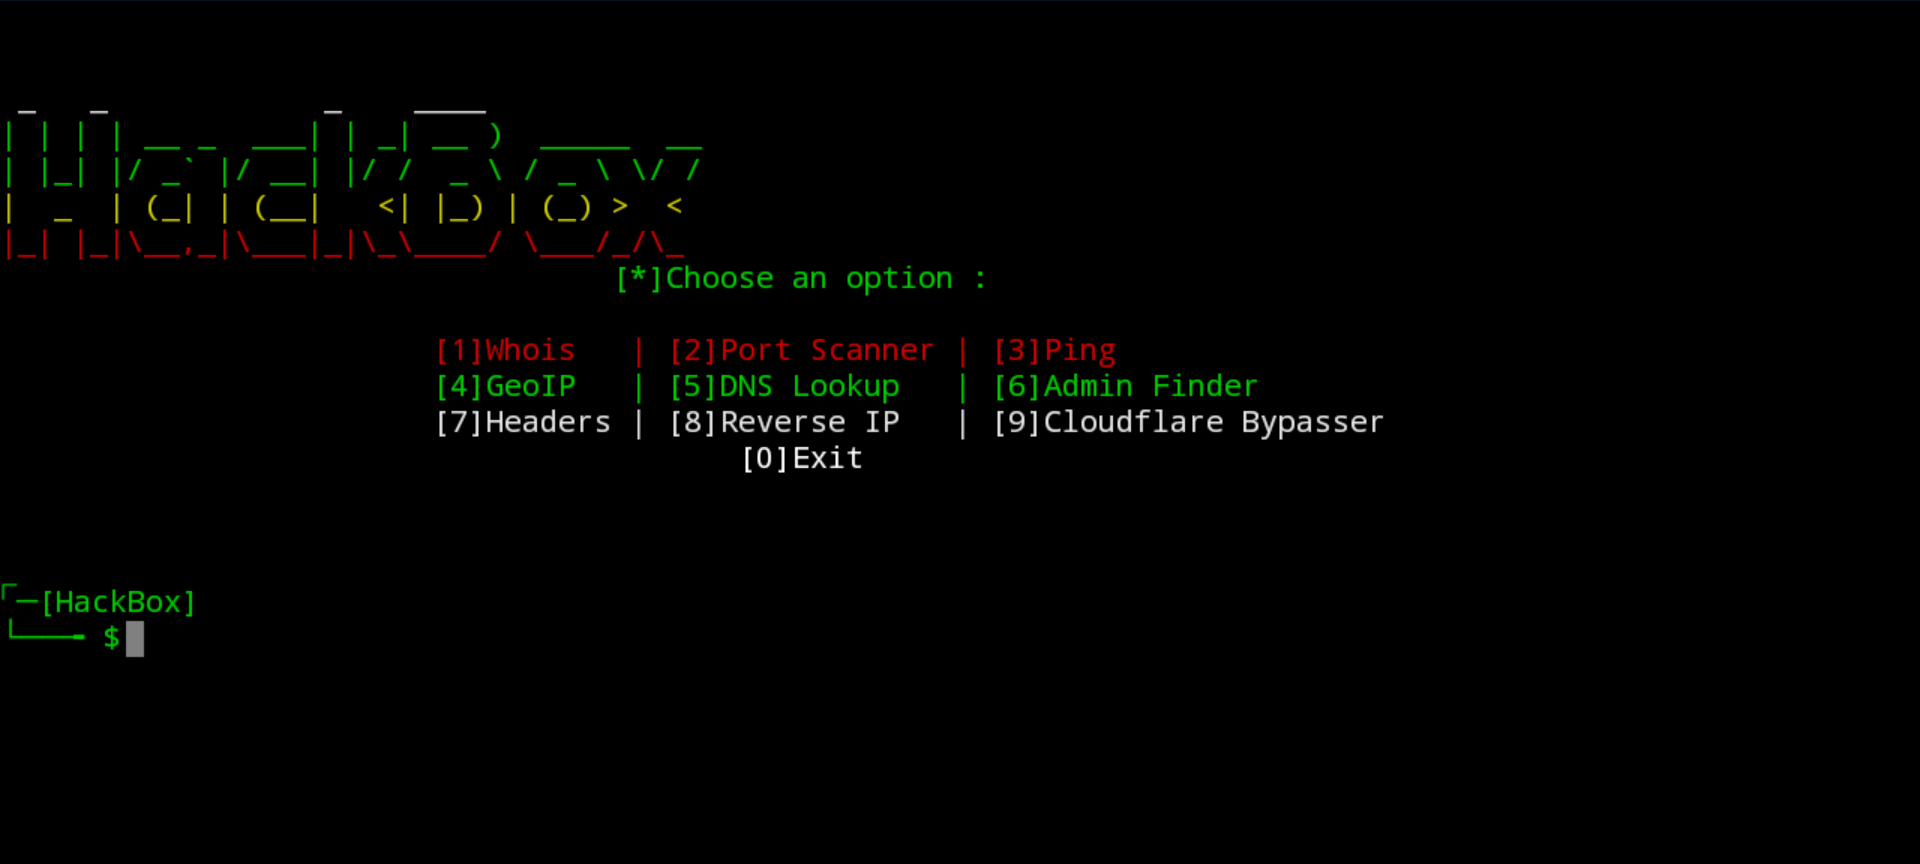 HackBox
[*]Choose an option :
[1]Whois | [2]Port Scanner | [3]Ping
[4]GeoIP | [5]DNS Lookup | [6]Admin Finder
[7]Headers | [8]Reverse IP | [9]Cloudflare Bypasser
[0]Exit
┌─[HackBox]
└───╼ $